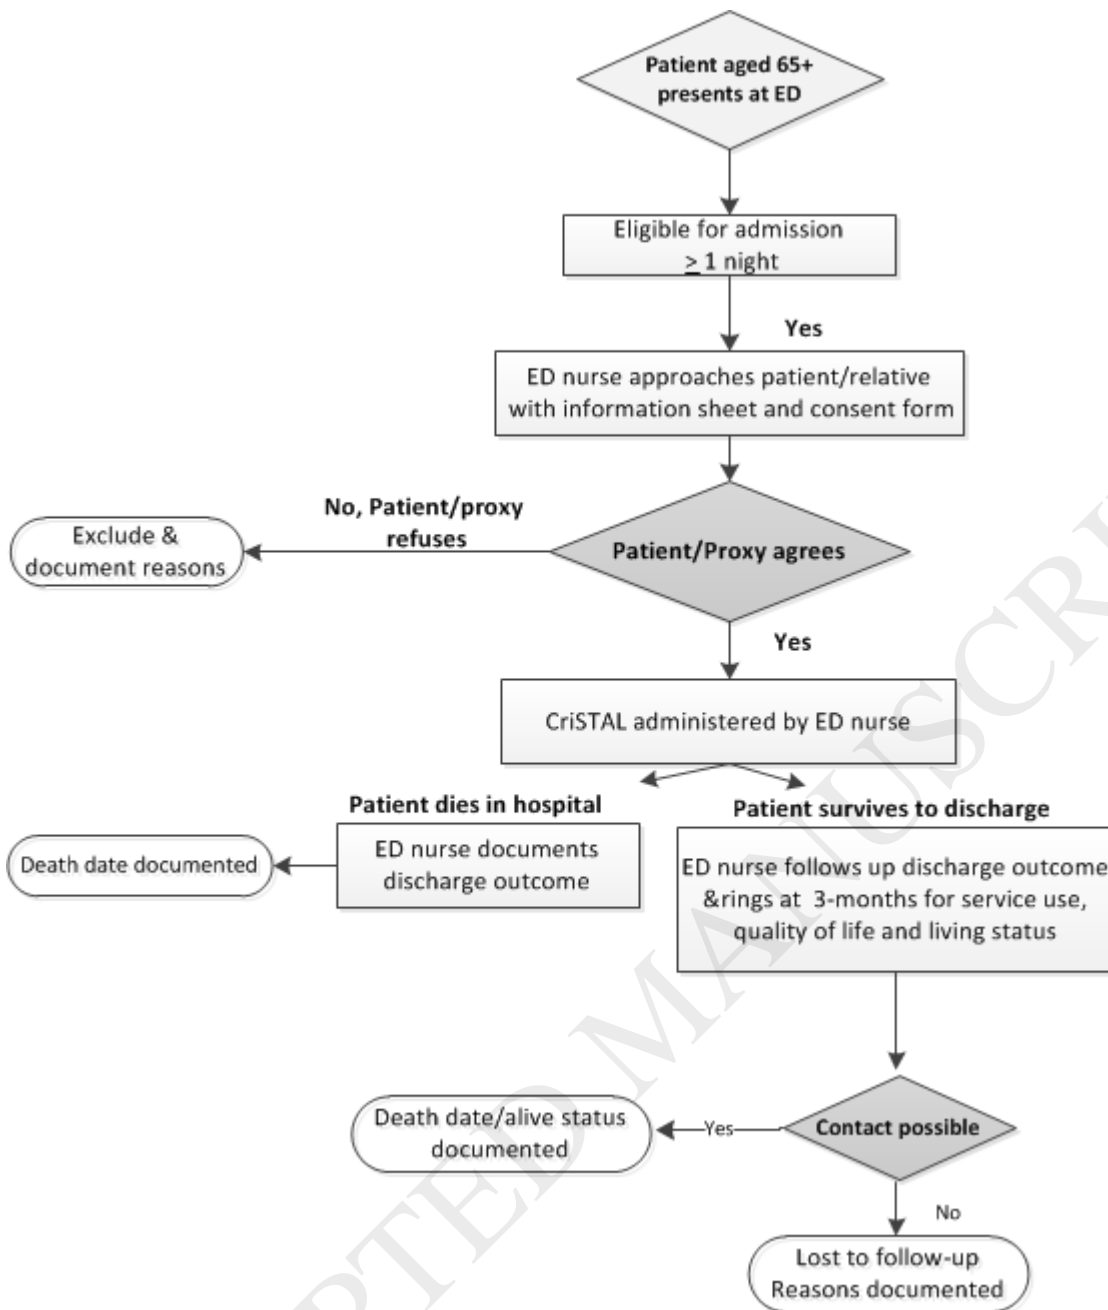 Patient aged 65+
presents at ED
Eligible for admission
≥ 1 night
Yes
ED nurse approaches patient/relative
with information sheet and consent form
No, Patient/proxy
refuses
Exclude &
document reasons
Patient/Proxy agrees
Yes
CriSTAL administered by ED nurse
Patient dies in hospital
Patient survives to discharge
Death date documented
ED nurse documents
discharge outcome
ED nurse follows up discharge outcome
&rings at 3-months for service use,
quality of life and living status
Death date/alive status
documented
Yes
Contact possible
No
Lost to follow-up
Reasons documented